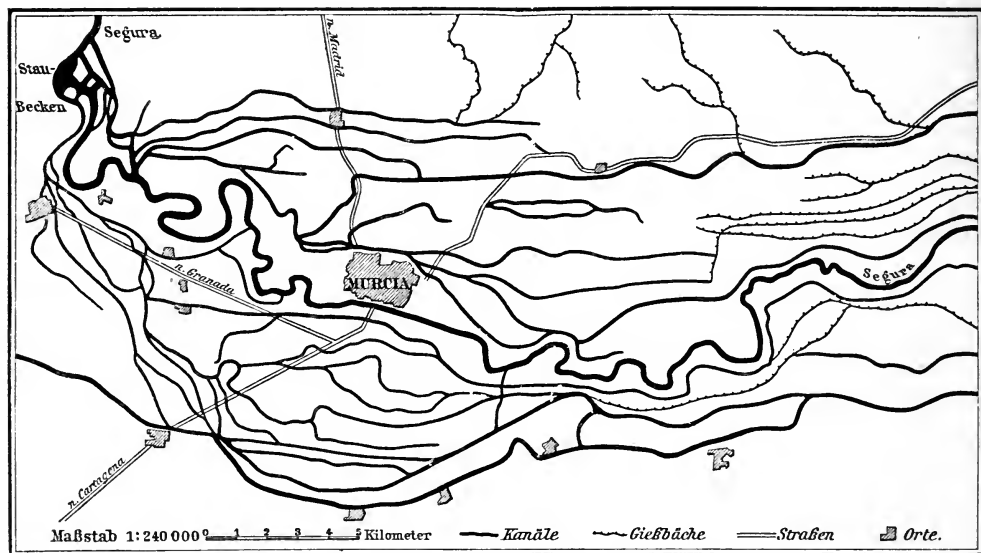 Segura
Stau-
Becken
n. Madrid
n. Granada
MURCIA
Segura
n. Cartagena
Maßstab 1:240 000 0 1 2 3 4 5 Kilometer Kanäle Gießbäche Straßen Orte.